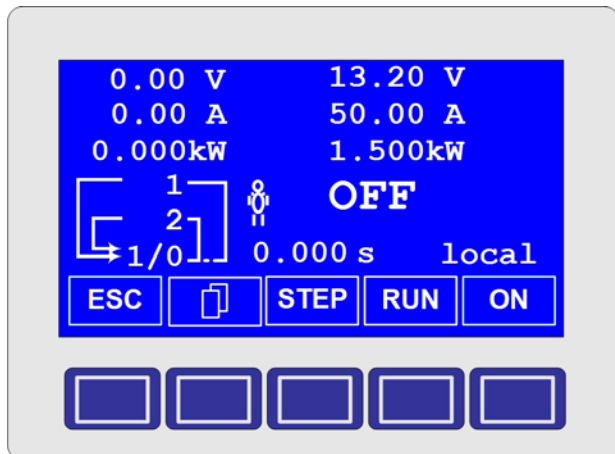 0.00 V 13.20 V
0.00 A 50.00 A
0.000kW 1.500kW
1
OFF
2
1/0 0.000 s local
ESC STEP RUN ON